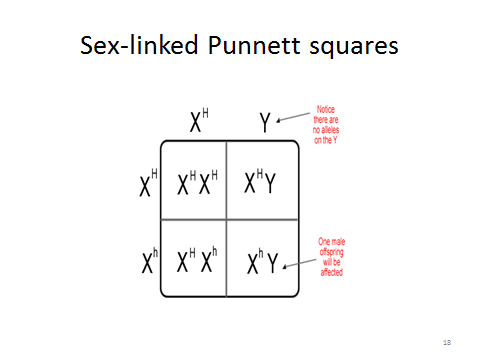 Sex-linked Punnett squares
X^H Y
Notice
there are
no alleles
on the Y
X^H X^H X^H X^H Y
X^h X^H X^h X^h Y
One male
offspring
will be
affected
18